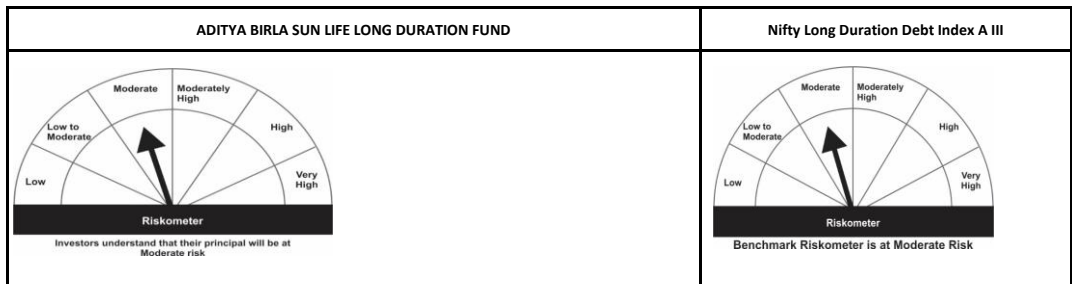 ADITYA BIRLA SUN LIFE LONG DURATION FUND
Nifty Long Duration Debt Index A III
Moderate
Moderately
High
Low to
Moderate
High
Low
Very
High
Riskometer
Investors understand that their principal will be at
Moderate risk
Moderate
Moderately
High
Low to
Moderate
High
Low
Very
High
Riskometer
Benchmark Riskometer is at Moderate Risk